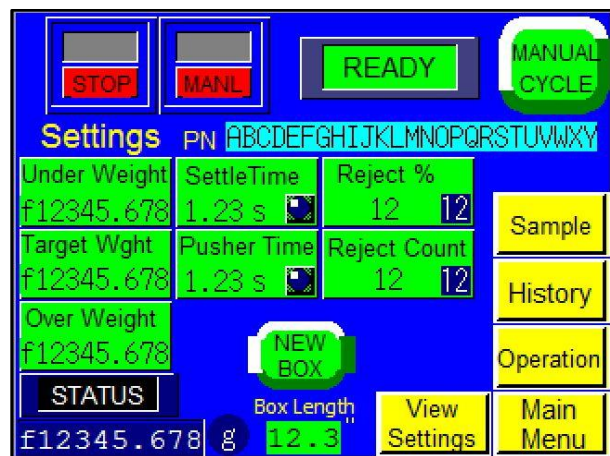 STOP
MANL
READY
MANUAL
CYCLE
Settings
PN ABCDEFGHIJKLMNOPQRSTUVWXY
Under Weight
f12345.678
SettleTime
1.23 s
Reject %
12 12
Target Wght
f12345.678
Pusher Time
1.23 s
Reject Count
12 12
Over Weight
f12345.678
NEW
BOX
STATUS
f12345.678 g
Box Length
12.3"
Sample
History
Operation
View
Settings
Main
Menu